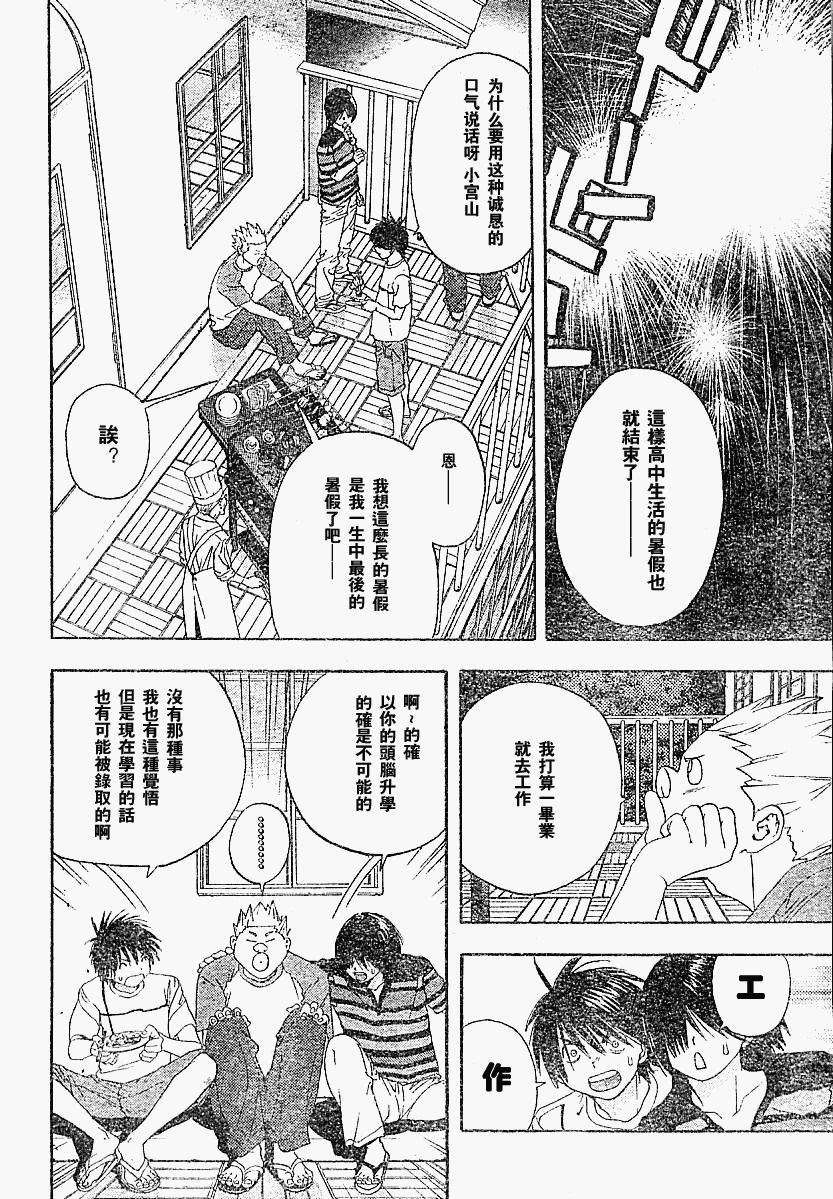 這樣高中生活的暑假也
就結束了——
为什么要用这种诚恳的
口气说话呀 小宫山
恩——
我想這麼長的暑假
是我一生中最後的
暑假了吧——
誒？
我打算一畢業
就去工作
工
作
啊~的確
以你的頭腦升學
的確是不可能的
………
沒有那種事
我也有這種覺悟
但是現在學習的話
也有可能被錄取的啊